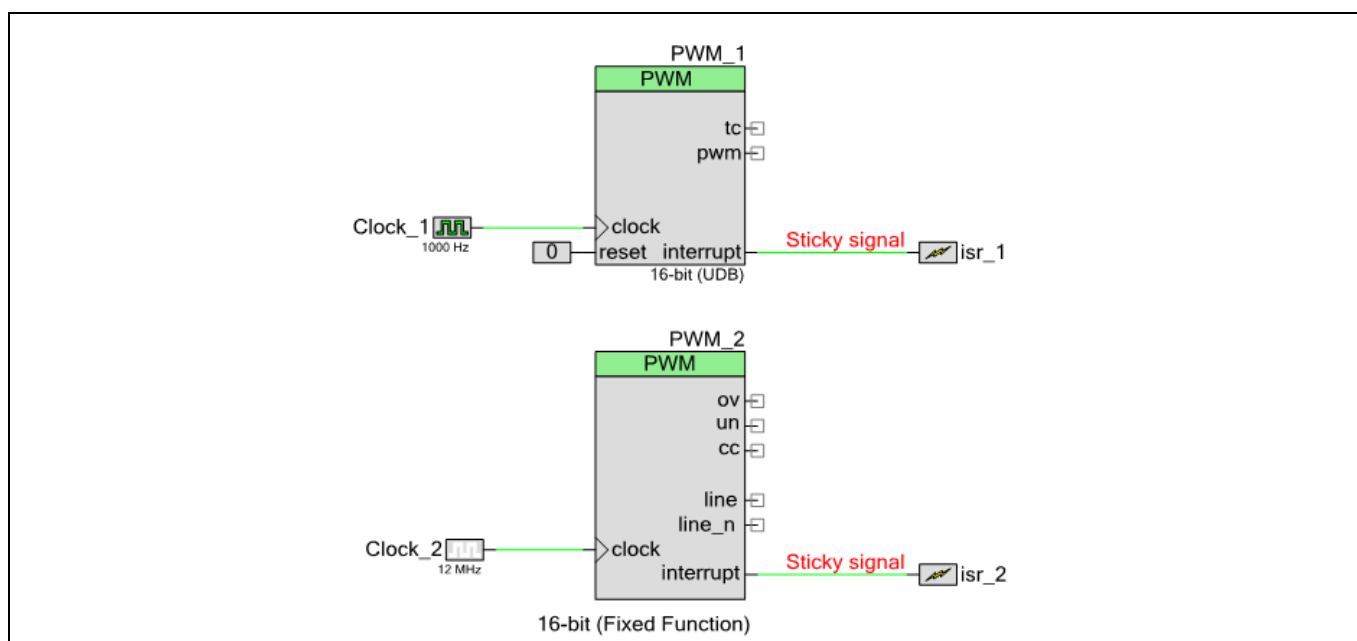 PWM_1
PWM
tc
pwm
Clock_1
1000 Hz
clock
0
reset
interrupt
Sticky signal
isr_1
16-bit (UDB)
PWM_2
PWM
ov
un
cc
line
line_n
Clock_2
12 MHz
clock
interrupt
Sticky signal
isr_2
16-bit (Fixed Function)